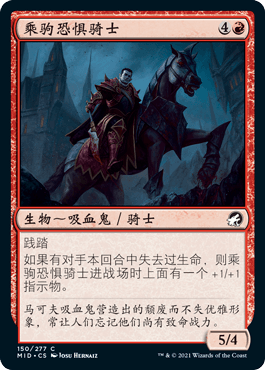 乘驹恐惧骑士 4
生物～吸血鬼 / 骑士
践踏
如果有对手本回合中失去过生命，则乘
驹恐惧骑士进战场时上面有一个 +1/+1
指示物。
马可夫吸血鬼营造出的颓废而不失优雅形
象，常让人们忘记他们尚有致命战力。
5/4
150/277 C
MID • CS Josu Hernaiz
™ & © 2021 Wizards of the Coast